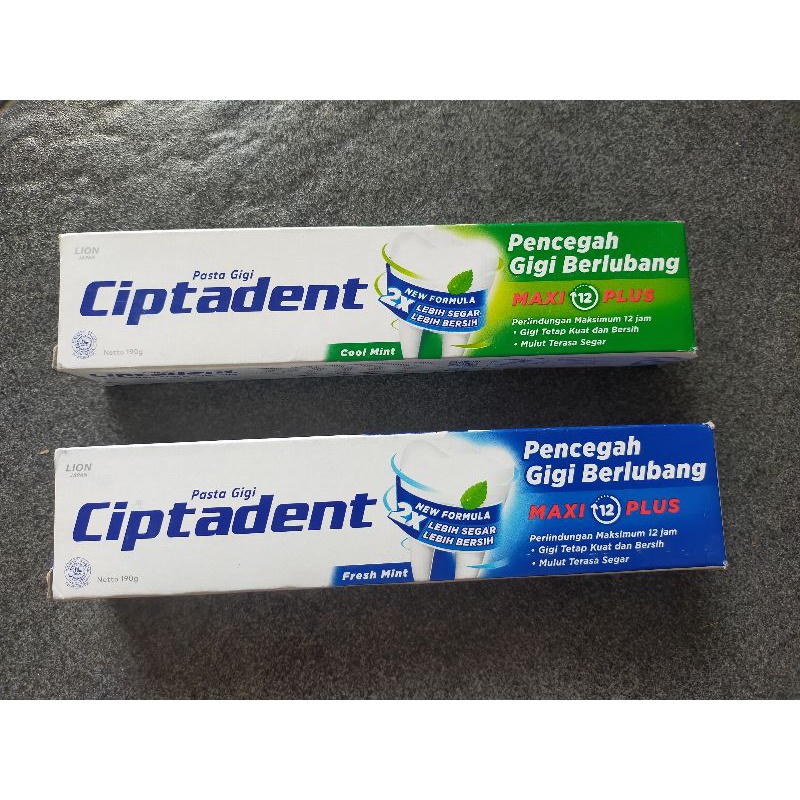 LION
JAPAN
Pasta Gigi
Ciptadent
Netto 190g
Cool Mint
NEW FORMULA
2X LEBIH SEGAR
LEBIH BERSIH
Pencegah
Gigi Berlubang
MAXI 12 PLUS
Perlindungan Maksimum 12 jam
• Gigi Tetap Kuat dan Bersih
• Mulut Terasa Segar
LION
JAPAN
Pasta Gigi
Ciptadent
Netto 190g
Fresh Mint
NEW FORMULA
2X LEBIH SEGAR
LEBIH BERSIH
Pencegah
Gigi Berlubang
MAXI 12 PLUS
Perlindungan Maksimum 12 jam
• Gigi Tetap Kuat dan Bersih
• Mulut Terasa Segar